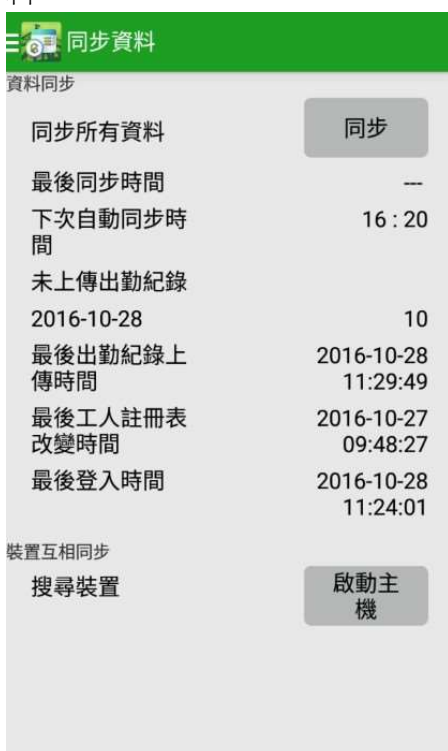 同步資料
資料同步
同步所有資料
同步
最後同步時間
---
下次自動同步時
間
16 : 20
未上傳出勤紀錄
2016-10-28
10
最後出勤紀錄上
傳時間
2016-10-28
11:29:49
最後工人註冊表
改變時間
2016-10-27
09:48:27
最後登入時間
2016-10-28
11:24:01
裝置互相同步
搜尋裝置
啟動主
機